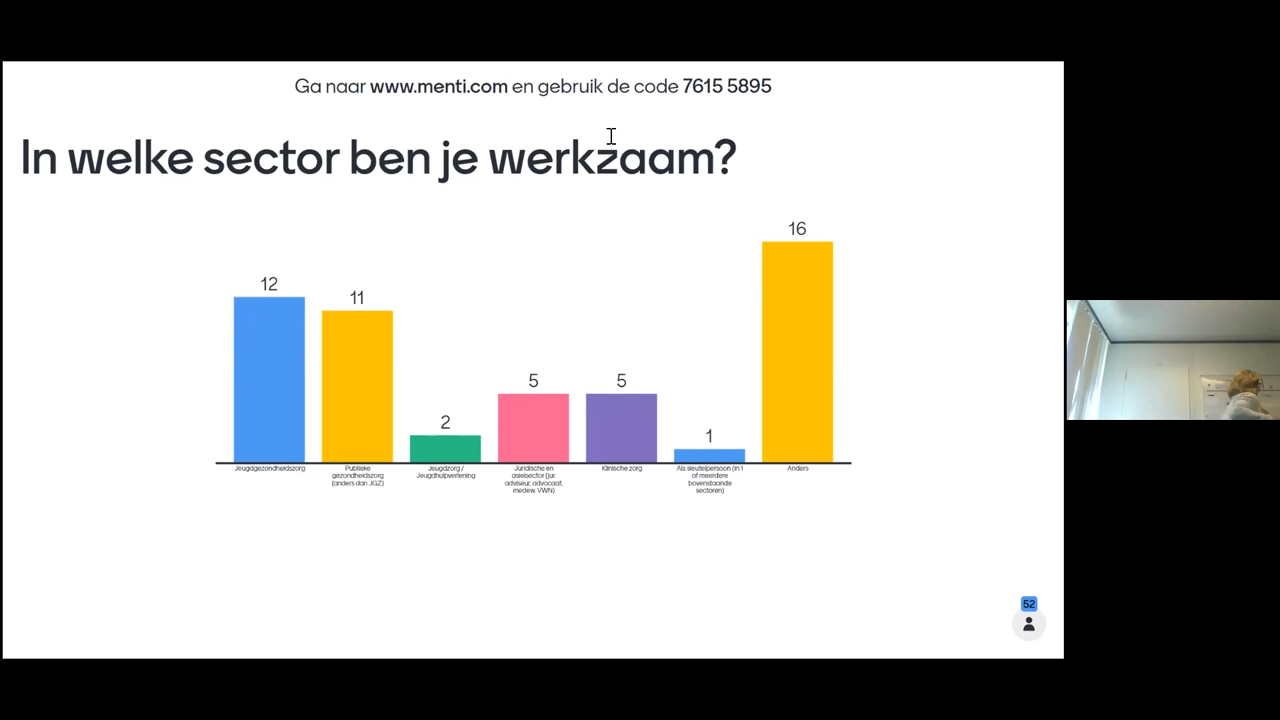 Ga naar www.menti.com en gebruik de code 7615 5895
In welke sector ben je werkzaam?
12
11
2
5
5
1
16
Jeugdgezondheidszorg
Publieke
gezondheidszorg
(anders dan JGZ)
Jeugdzorg /
Jeugdhulpverlening
Juridische en
asielsector (jur.
adviseur, advocaat,
medew. VWN)
Klinische zorg
Als sleutelpersoon (in 1
of meerdere
bovenstaande
sectoren)
Anders
52